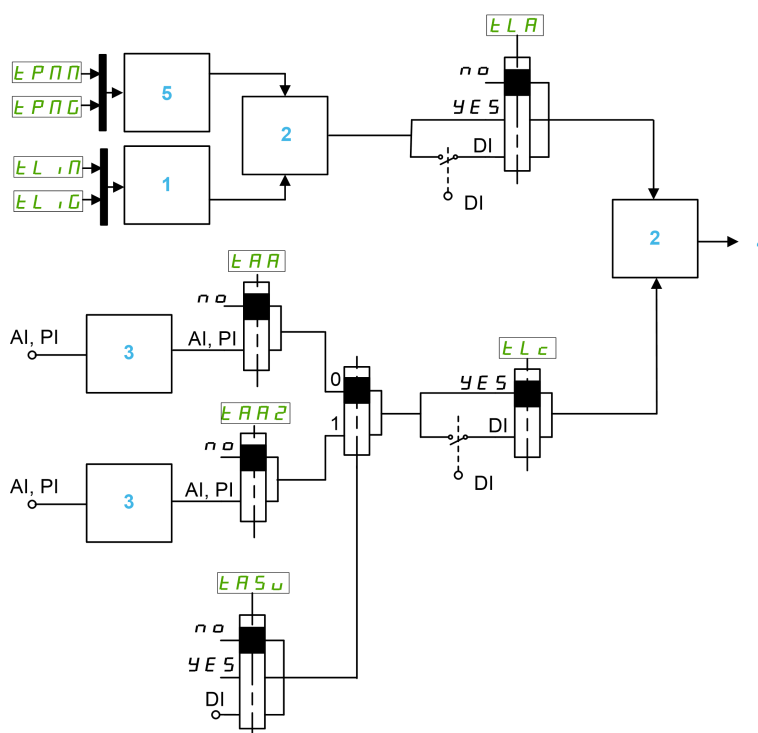 tLA
tPMM
tPMG
5
no
YES
DI
DI
2
tLiM
tLiG
1
2
tAA
no
AI, PI
3
AI, PI
0
1
tLc
YES
DI
DI
tAA2
no
AI, PI
3
AI, PI
tASu
no
YES
DI